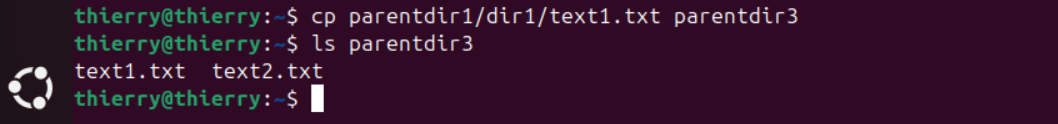 thierry@thierry:~$ cp parentdir1/dir1/text1.txt parentdir3
thierry@thierry:~$ ls parentdir3
text1.txt  text2.txt
thierry@thierry:~$